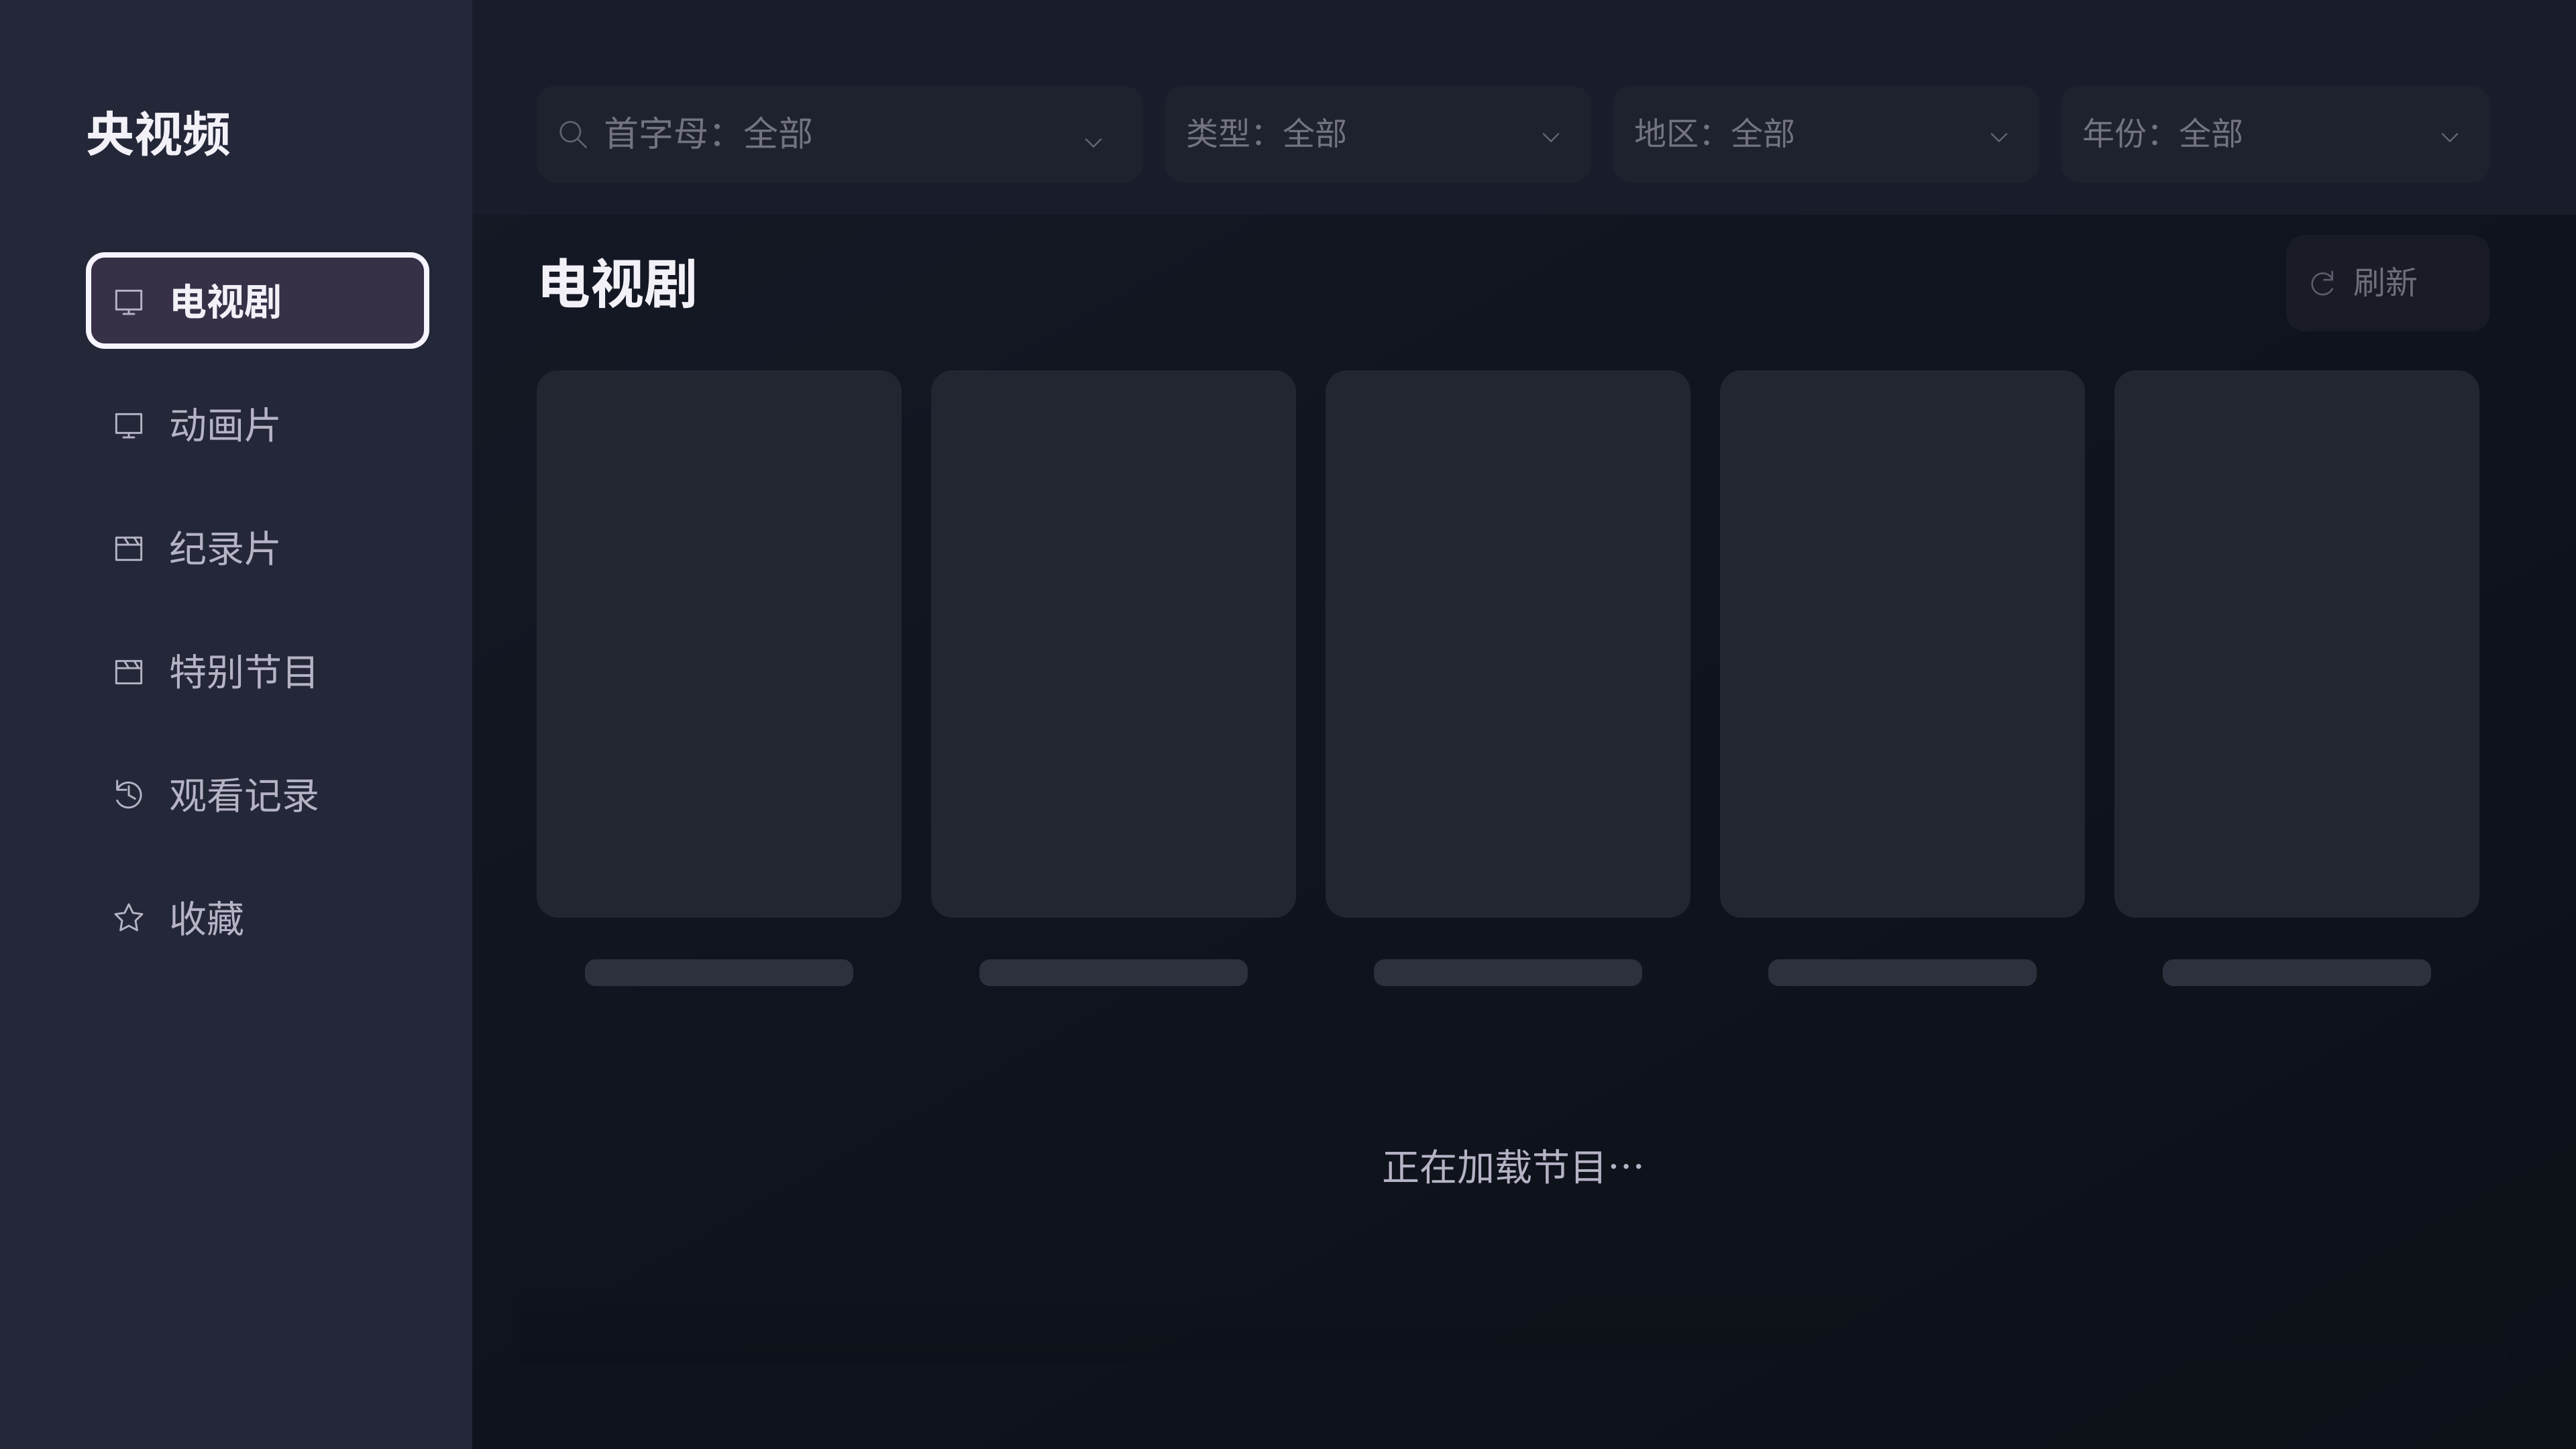 央视频
电视剧
动画片
纪录片
特别节目
观看记录
收藏
首字母：全部
类型：全部
地区：全部
年份：全部
电视剧
刷新
正在加载节目…